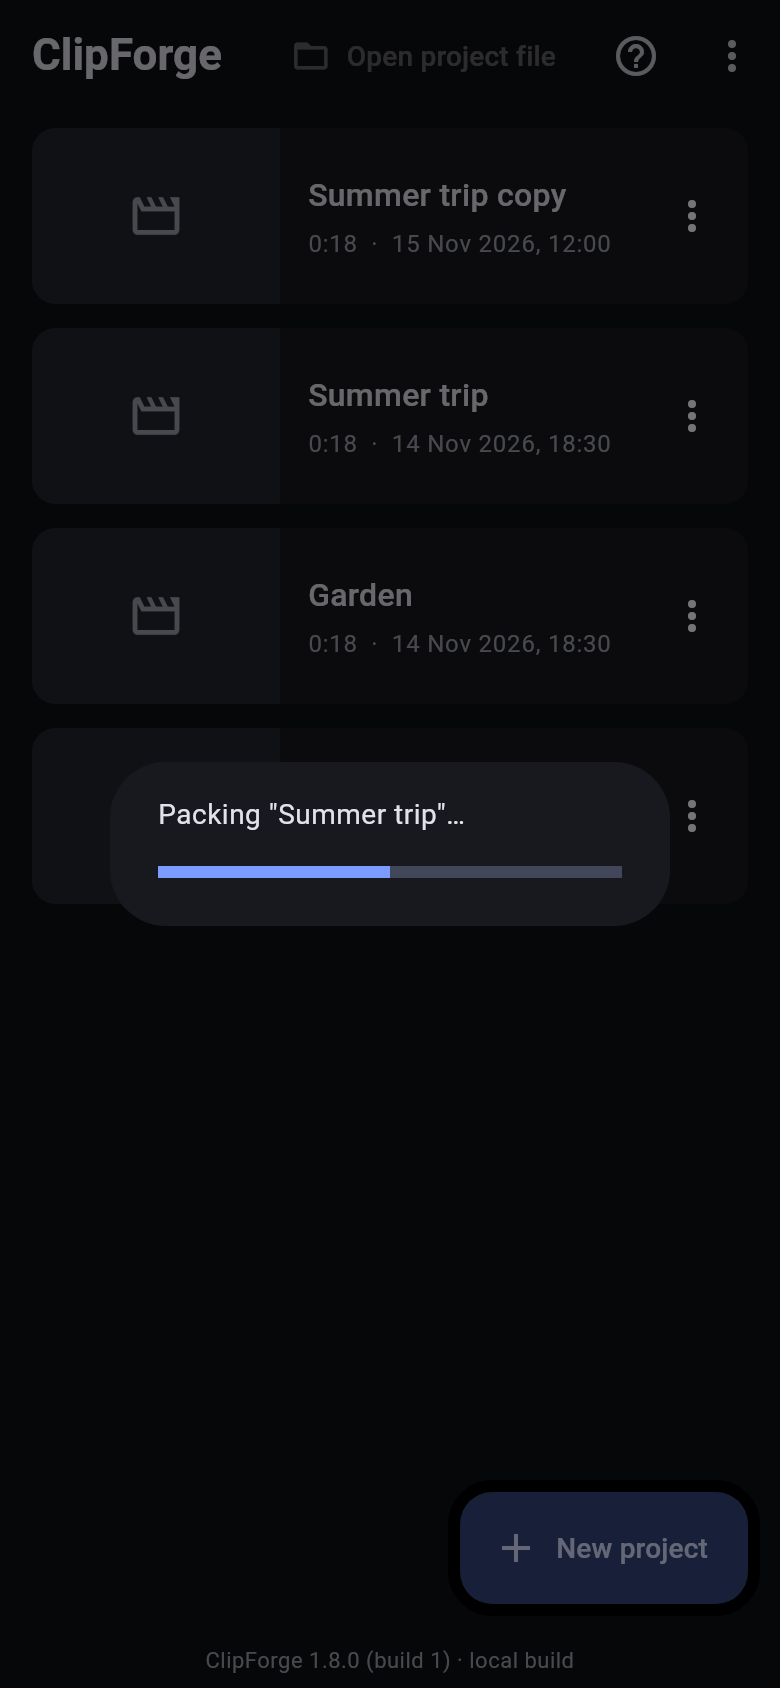 ClipForge
Open project file
Summer trip copy
0:18 · 15 Nov 2026, 12:00
Summer trip
0:18 · 14 Nov 2026, 18:30
Garden
0:18 · 14 Nov 2026, 18:30
Packing "Summer trip"…
New project
ClipForge 1.8.0 (build 1) · local build